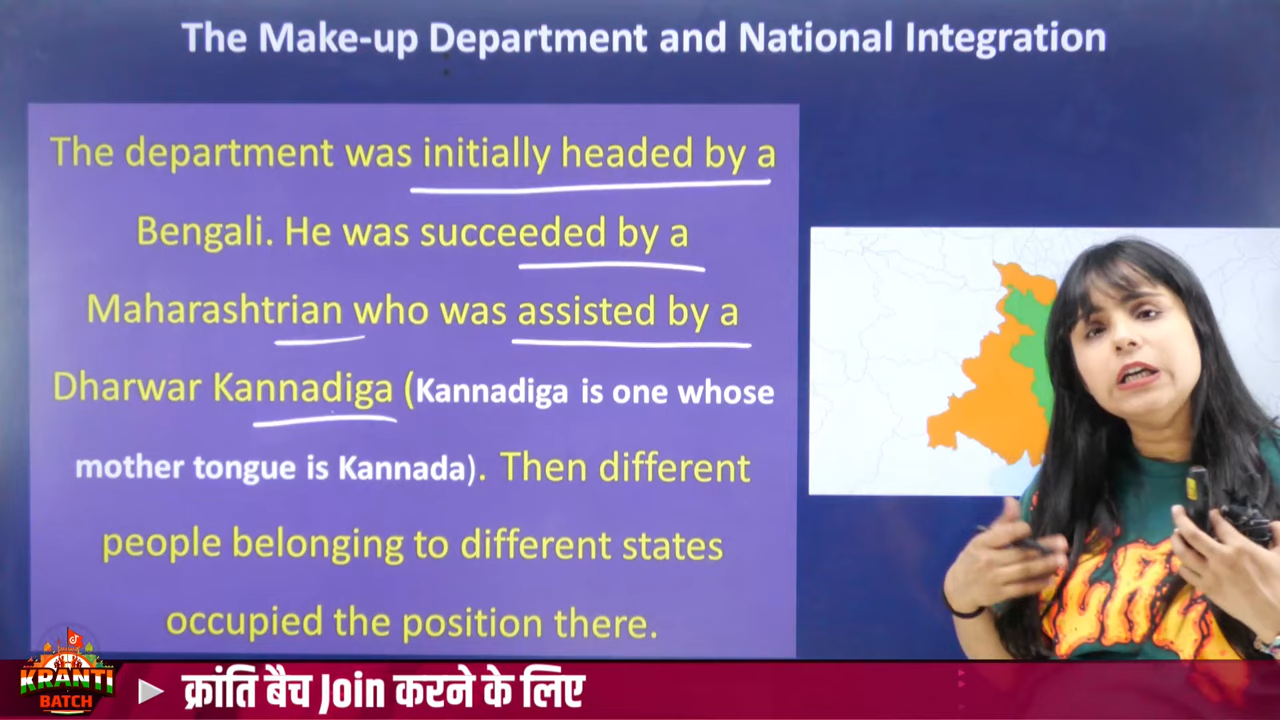 The Make-up Department and National Integration
The department was initially headed by a
Bengali. He was succeeded by a
Maharashtrian who was assisted by a
Dharwar Kannadiga (Kannadiga is one whose
mother tongue is Kannada). Then different
people belonging to different states
occupied the position there.
KRANTI
BATCH
क्रांति बैच Join करने के लिए